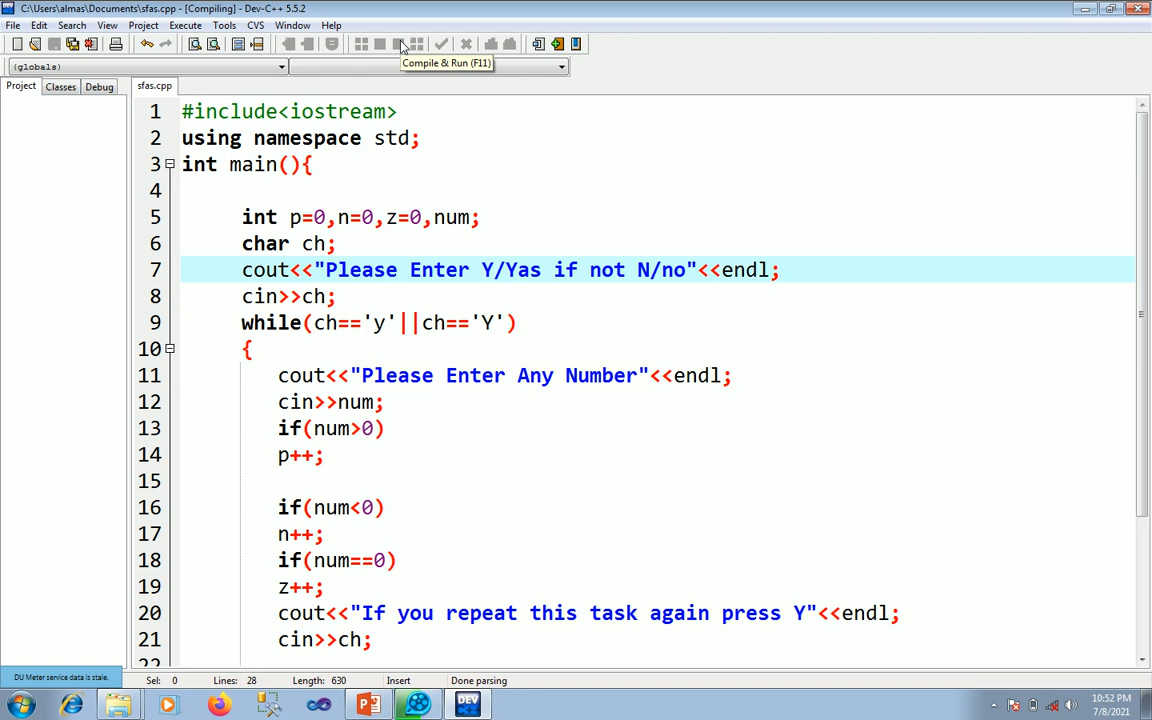 C:\Users\almas\Documents\sfas.cpp - [Compiling] - Dev-C++ 5.5.2
File Edit Search View Project Execute Tools CVS Window Help
Compile & Run (F11)
(globals)
Project Classes Debug sfas.cpp
1 #include<iostream>
2 using namespace std;
3 int main(){
4
5 int p=0,n=0,z=0,num;
6 char ch;
7 cout<<"Please Enter Y/Yas if not N/no"<<endl;
8 cin>>ch;
9 while(ch=='y'||ch=='Y')
10 {
11 cout<<"Please Enter Any Number"<<endl;
12 cin>>num;
13 if(num>0)
14 p++;
15
16 if(num<0)
17 n++;
18 if(num==0)
19 z++;
20 cout<<"If you repeat this task again press Y"<<endl;
21 cin>>ch;
22
DU Meter service data is stale.
Sel: 0 Lines: 28 Length: 630 Insert Done parsing
DEV
10:52 PM
7/8/2021